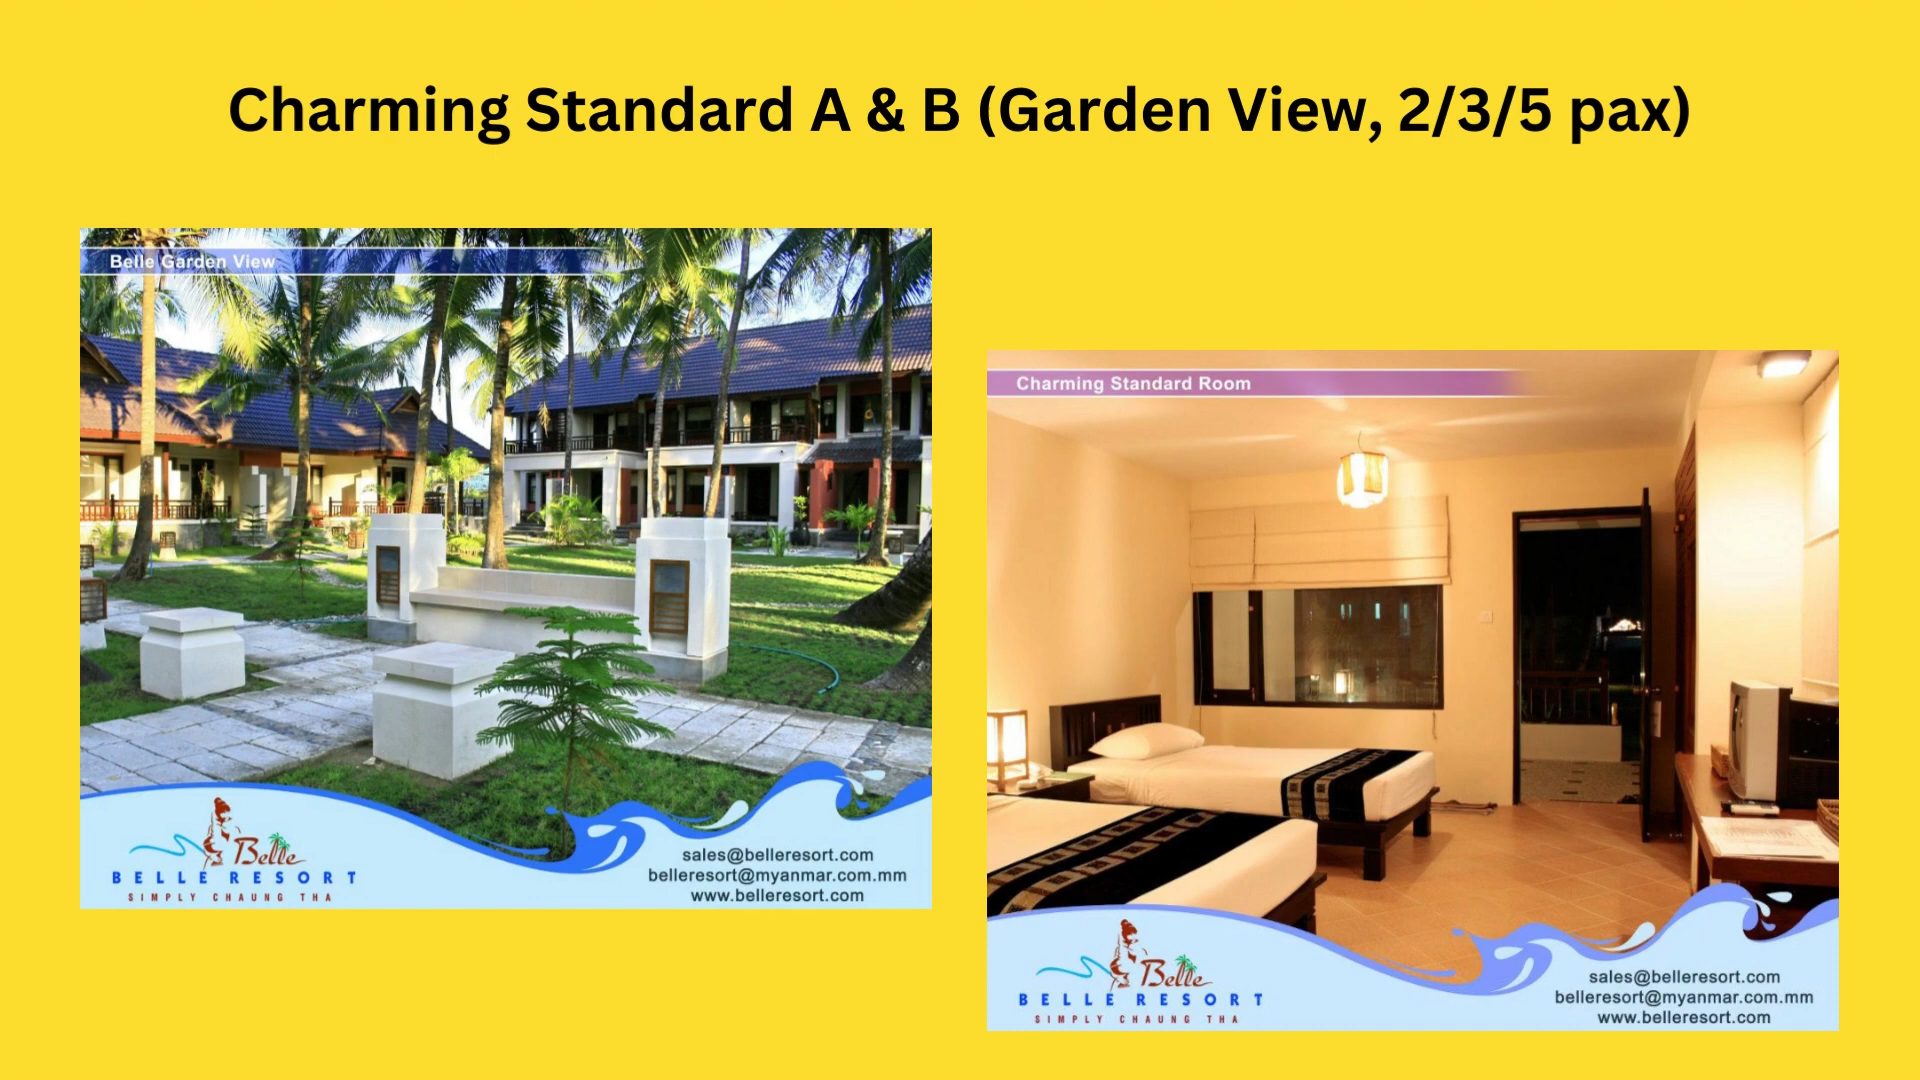 Charming Standard A & B (Garden View, 2/3/5 pax)
Belle Garden View
Belle
BELLE RESORT
SIMPLY CHAUNG THA
sales@belleresort.com
belleresort@myanmar.com.mm
www.belleresort.com
Charming Standard Room
Belle
BELLE RESORT
SIMPLY CHAUNG THA
sales@belleresort.com
belleresort@myanmar.com.mm
www.belleresort.com